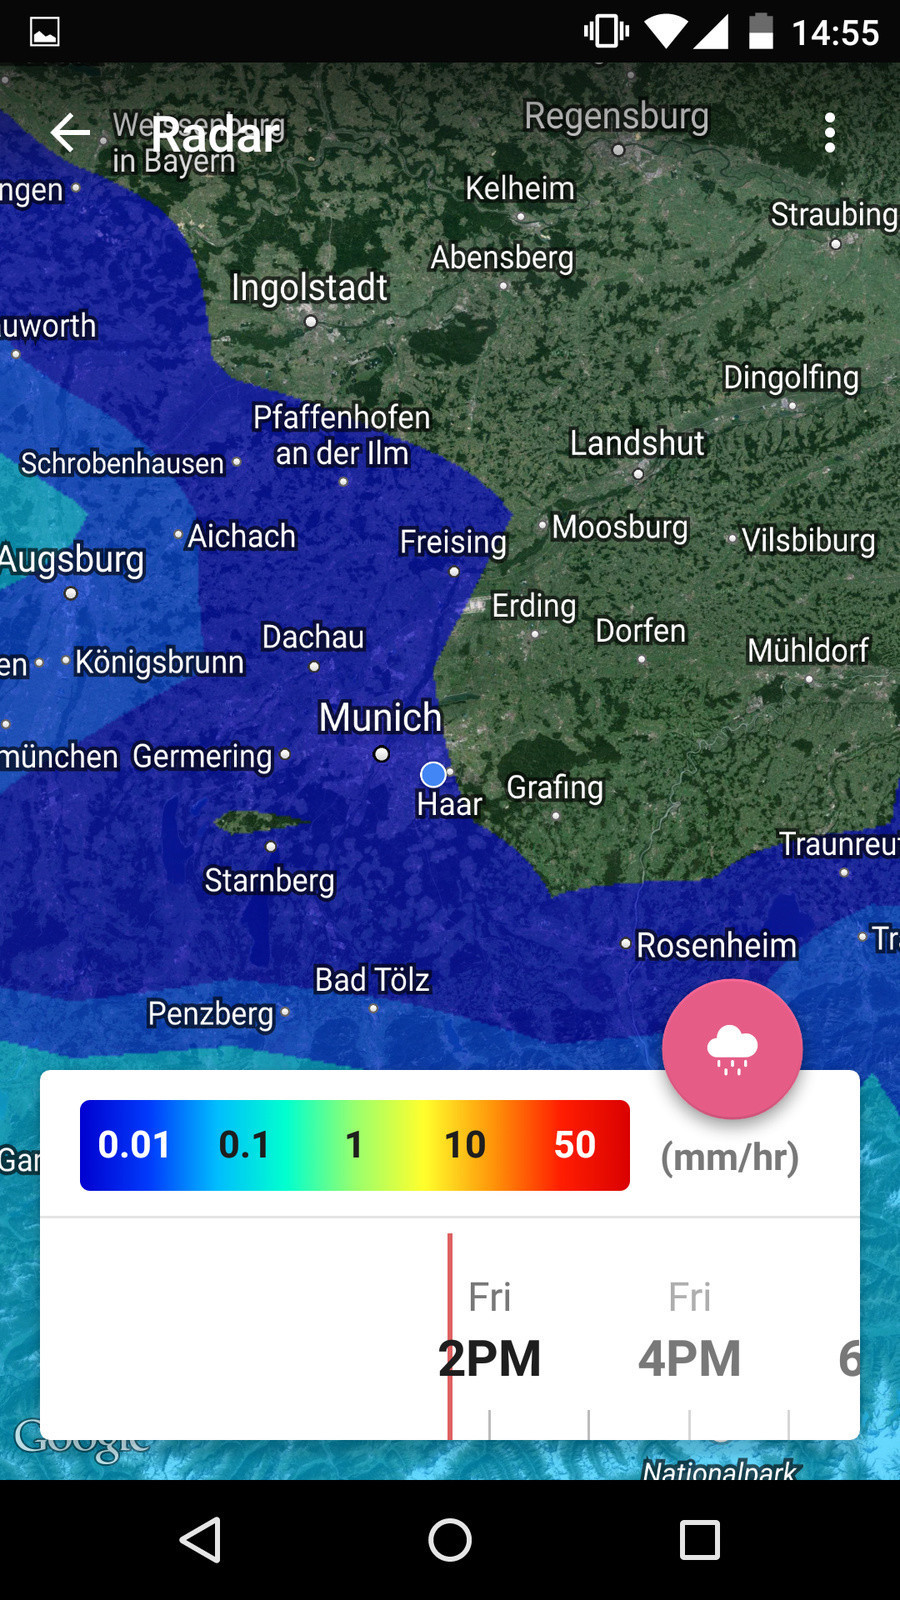 14:55
Radar
Weissenburg
in Bayern
Regensburg
Kelheim
ngen
Straubing
Abensberg
Ingolstadt
uworth
Dingolfing
Pfaffenhofen
an der Ilm
Landshut
Schrobenhausen
Moosburg
Aichach
Freising
Vilsbiburg
Augsburg
Erding
Dorfen
Dachau
Mühldorf
en
Königsbrunn
Munich
münchen
Germering
Grafing
Haar
Traunreut
Starnberg
Rosenheim
Tr
Bad Tölz
Penzberg
0.01 0.1 1 10 50
(mm/hr)
Gar
Fri Fri
2PM 4PM 6
Google
Nationalpark